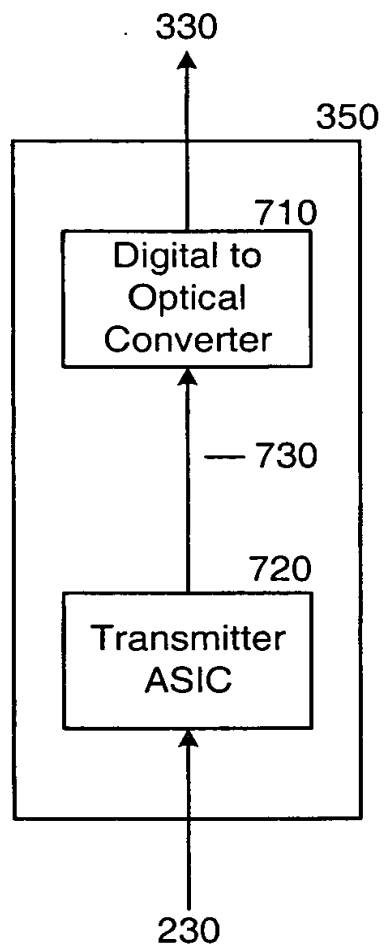 330
350
710
Digital to
Optical
Converter
730
720
Transmitter
ASIC
230